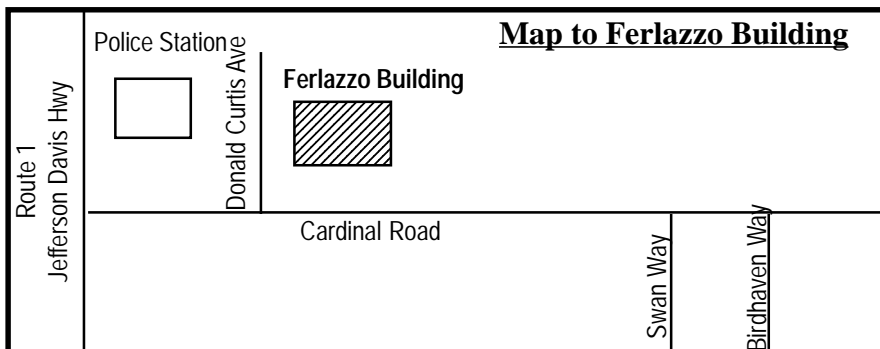 Map to Ferlazzo Building
Police Station
Donald Curtis Ave
Ferlazzo Building
Route 1
Jefferson Davis Hwy
Cardinal Road
Swan Way
Birdhaven Way